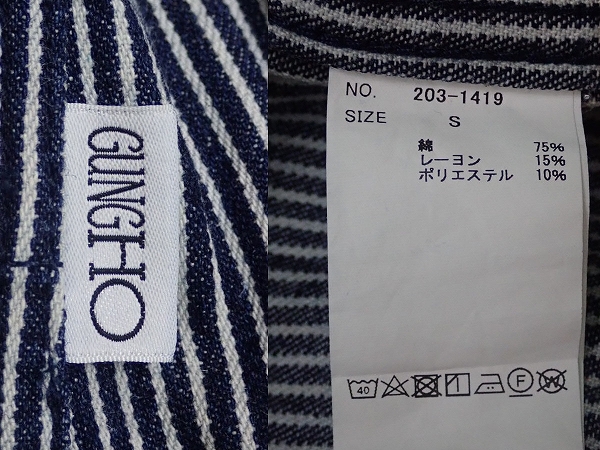 GUNGHO
NO. 203-1419
SIZE S
綿 75%
レーヨン 15%
ポリエステル 10%
40 F W